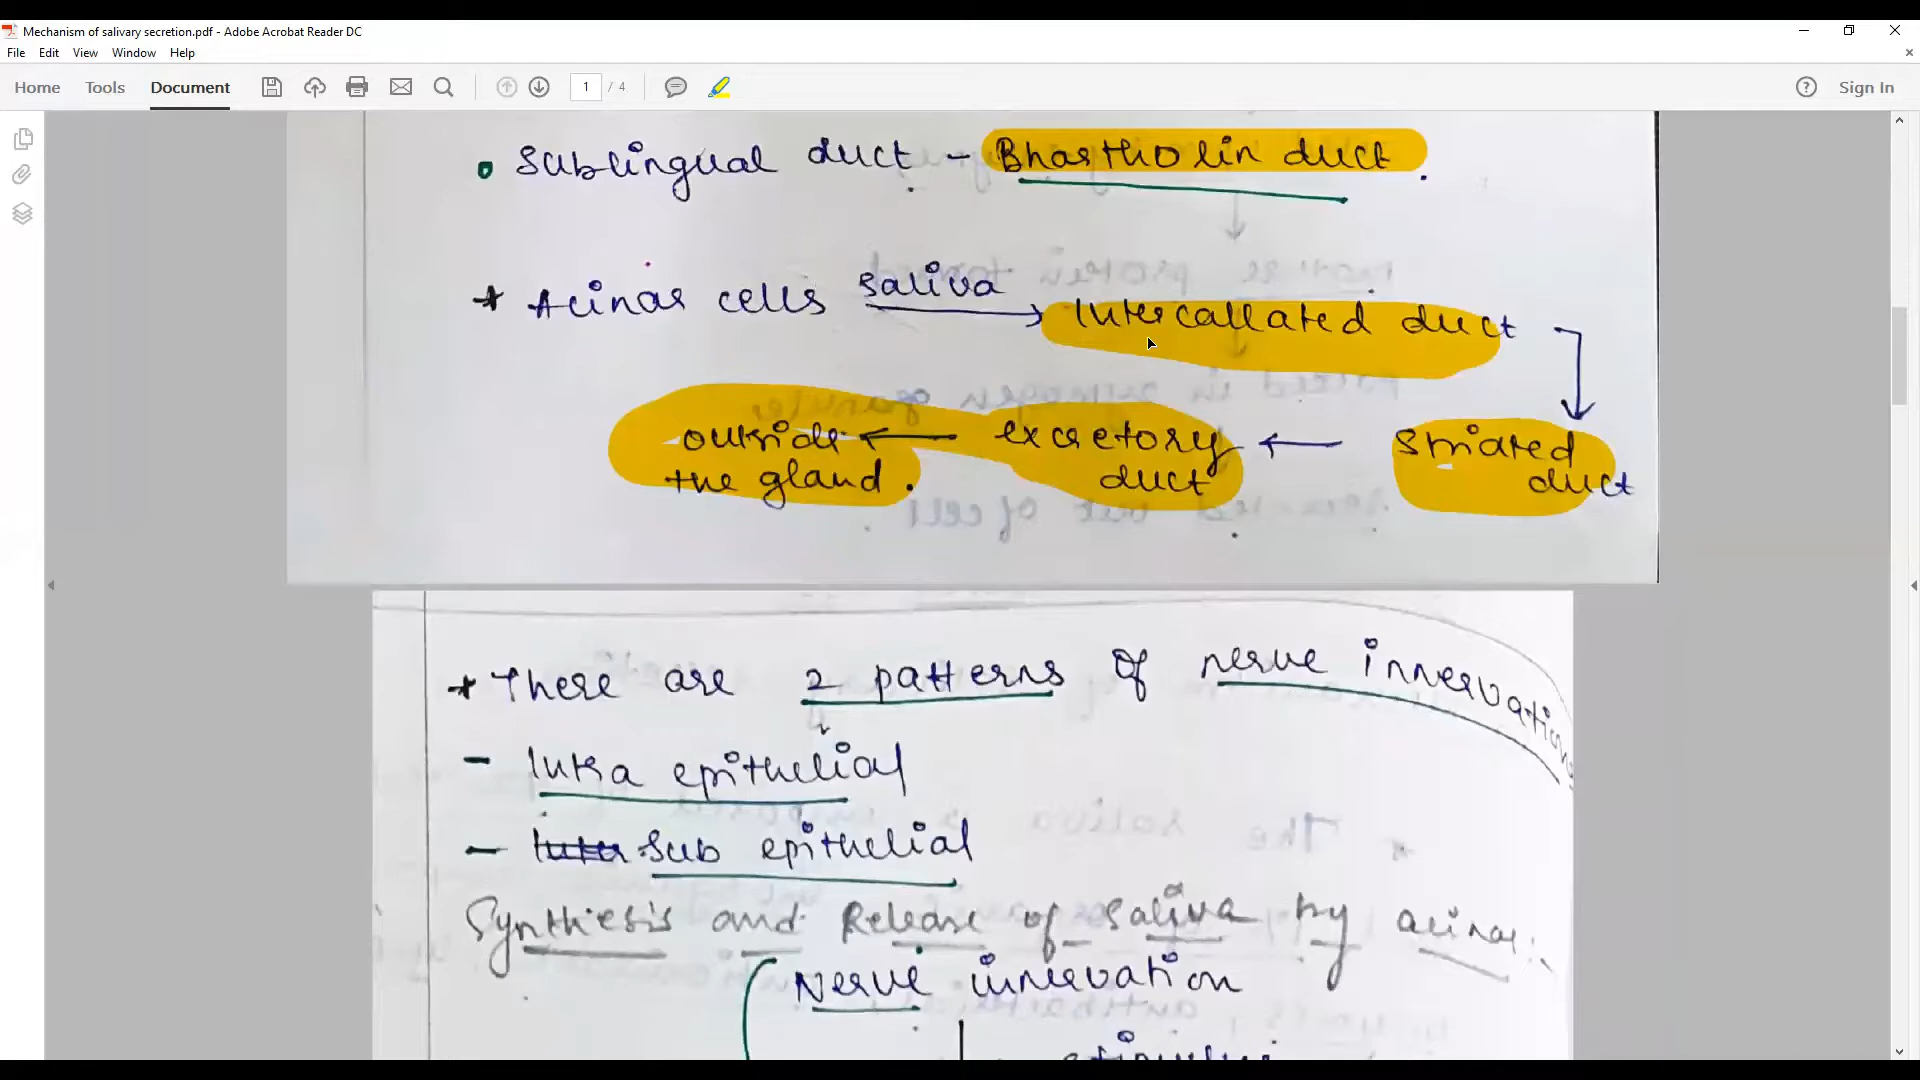 Mechanism of salivary secretion.pdf - Adobe Acrobat Reader DC
File Edit View Window Help
Home Tools Document 1 / 4 Sign In
Sublingual duct - Bhartholin duct.
* Acinar cells saliva → Intercallated duct
outside ← excretory ← Striated
the gland. duct duct
* There are 2 patterns of nerve innervation
- Intra epithelial
- Sub epithelial
Synthesis and Release of saliva by acinar:
Nerve innervation